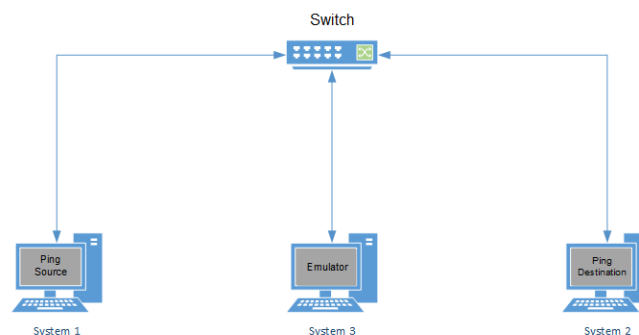 Switch
Ping
Source
Emulator
Ping
Destination
System 1
System 3
System 2